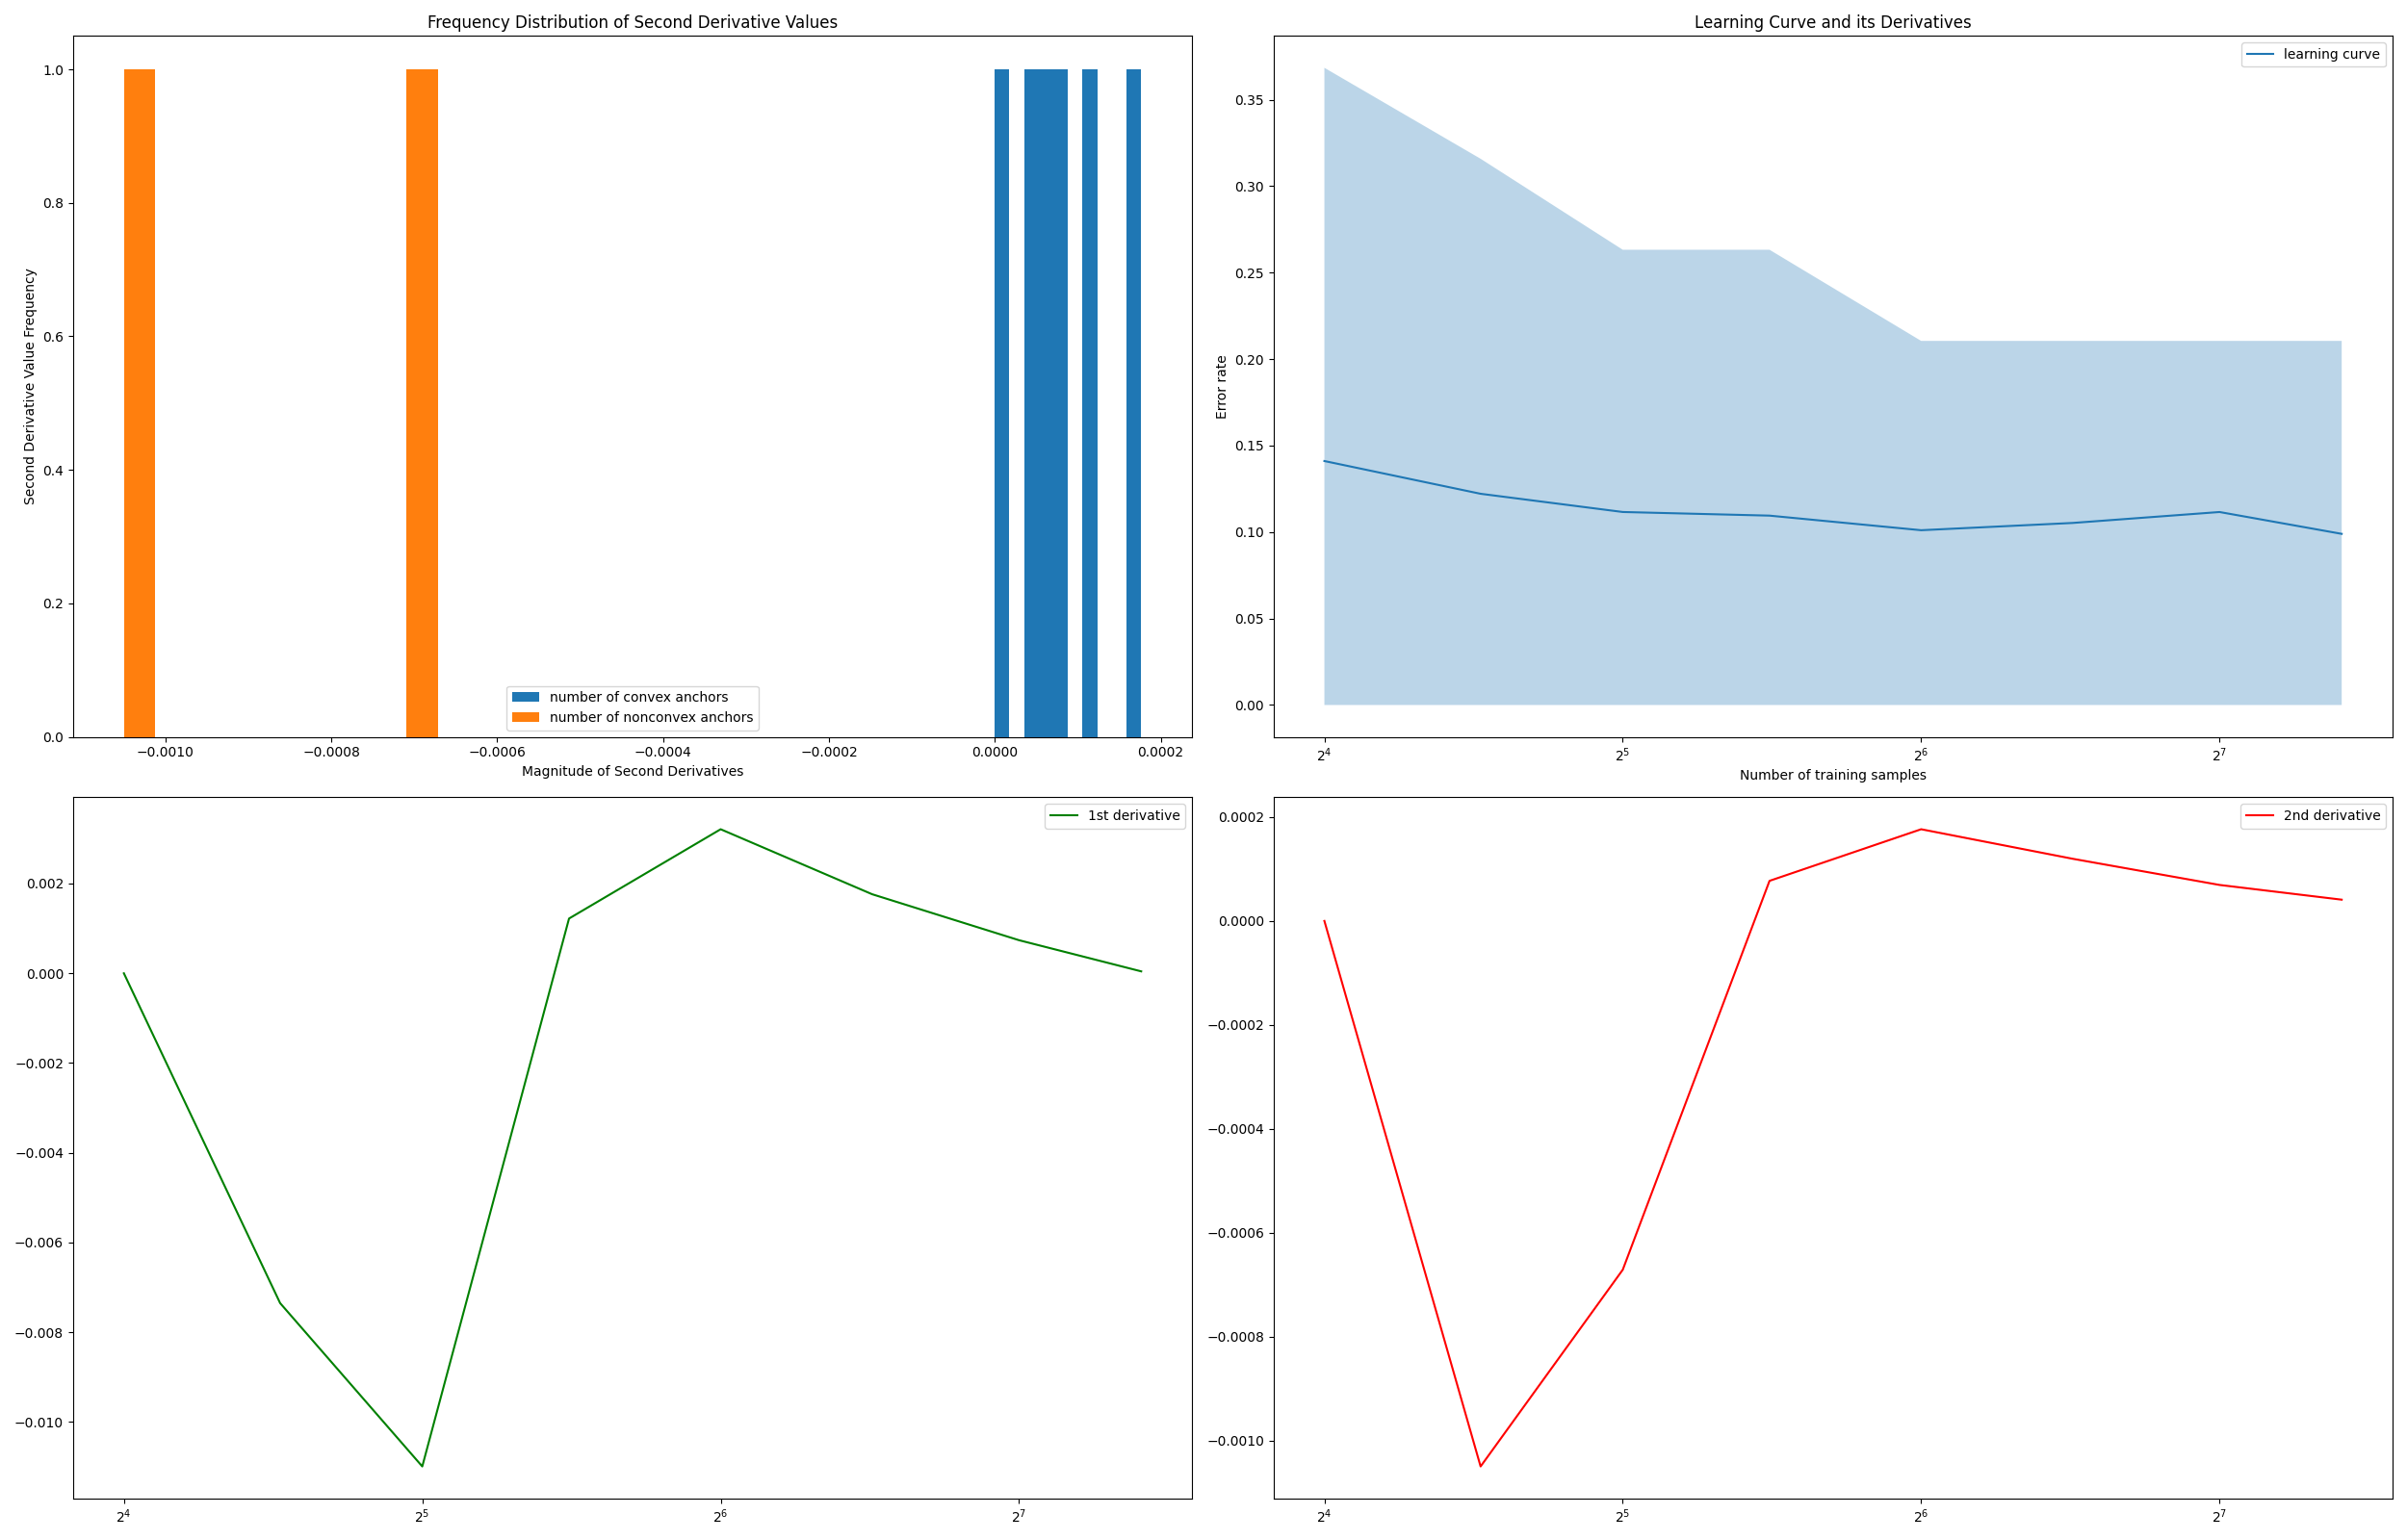 Frequency Distribution of Second Derivative Values
1.0
0.8
0.6
0.4
0.2
0.0
Second Derivative Value Frequency
number of convex anchors
number of nonconvex anchors
−0.0010 −0.0008 −0.0006 −0.0004 −0.0002 0.0000 0.0002
Magnitude of Second Derivatives
Learning Curve and its Derivatives
learning curve
0.35
0.30
0.25
0.20
0.15
0.10
0.05
0.00
Error rate
2⁴ 2⁵ 2⁶ 2⁷
Number of training samples
1st derivative
0.002
0.000
−0.002
−0.004
−0.006
−0.008
−0.010
2⁴ 2⁵ 2⁶ 2⁷
2nd derivative
0.0002
0.0000
−0.0002
−0.0004
−0.0006
−0.0008
−0.0010
2⁴ 2⁵ 2⁶ 2⁷